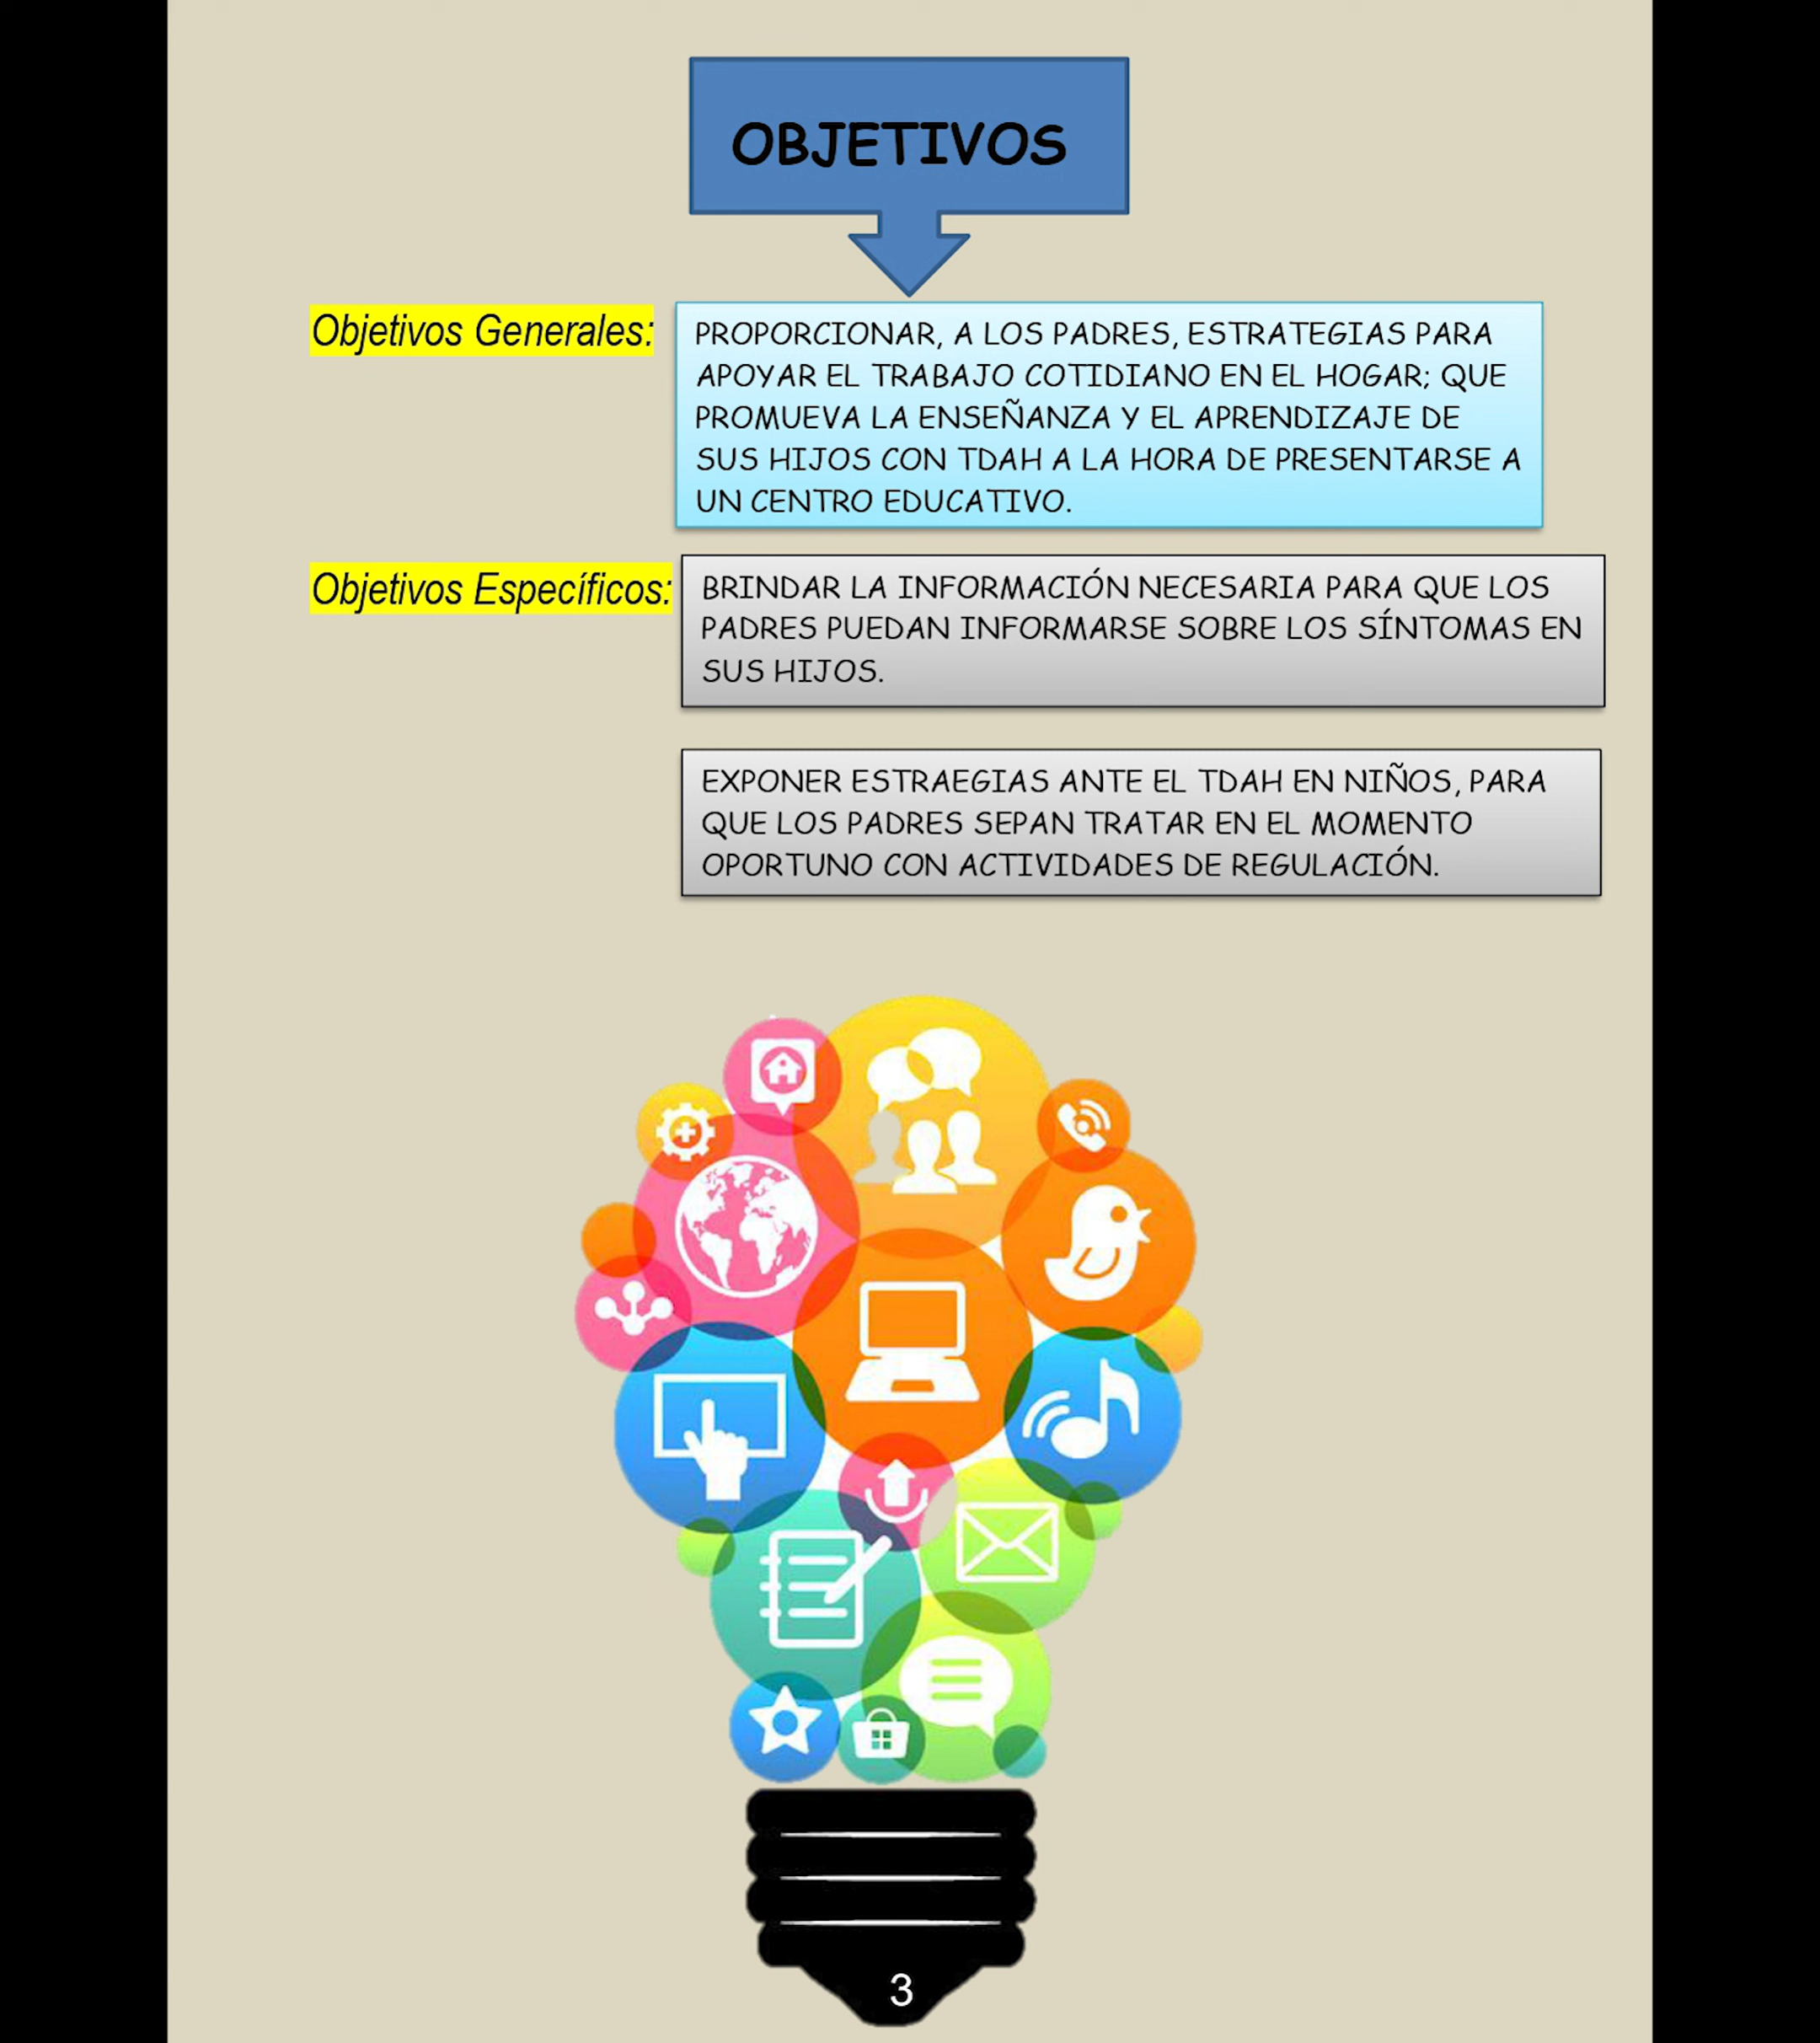 OBJETIVOS
Objetivos Generales:
PROPORCIONAR, A LOS PADRES, ESTRATEGIAS PARA
APOYAR EL TRABAJO COTIDIANO EN EL HOGAR; QUE
PROMUEVA LA ENSEÑANZA Y EL APRENDIZAJE DE
SUS HIJOS CON TDAH A LA HORA DE PRESENTARSE A
UN CENTRO EDUCATIVO.
Objetivos Específicos:
BRINDAR LA INFORMACIÓN NECESARIA PARA QUE LOS
PADRES PUEDAN INFORMARSE SOBRE LOS SÍNTOMAS EN
SUS HIJOS.
EXPONER ESTRAEGIAS ANTE EL TDAH EN NIÑOS, PARA
QUE LOS PADRES SEPAN TRATAR EN EL MOMENTO
OPORTUNO CON ACTIVIDADES DE REGULACIÓN.
3